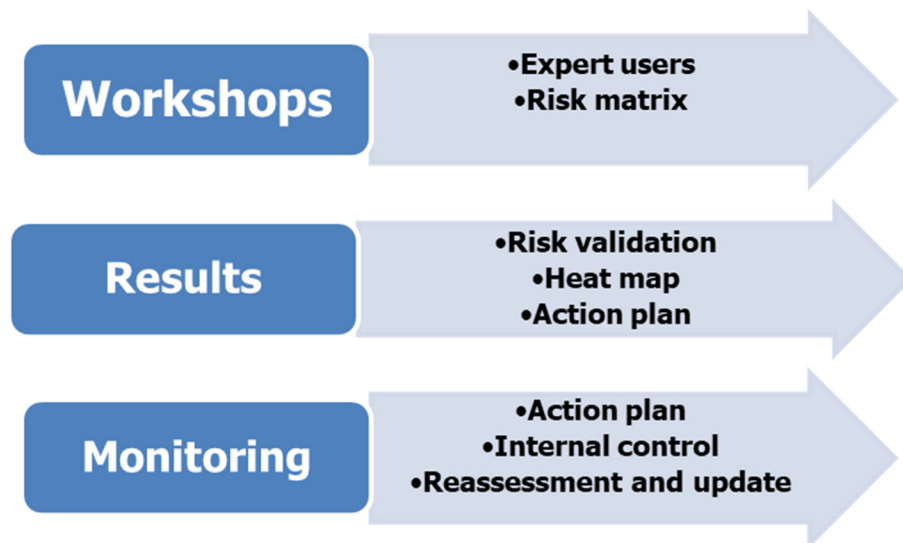 Workshops
•Expert users
•Risk matrix
Results
•Risk validation
•Heat map
•Action plan
Monitoring
•Action plan
•Internal control
•Reassessment and update